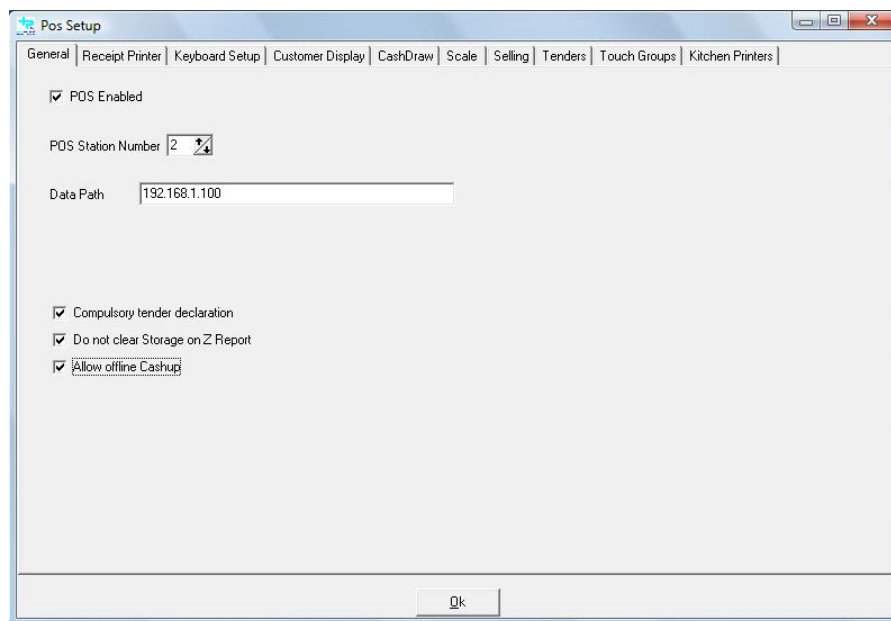 Pos Setup
General Receipt Printer Keyboard Setup Customer Display CashDraw Scale Selling Tenders Touch Groups Kitchen Printers
POS Enabled
POS Station Number 2
Data Path 192.168.1.100
Compulsory tender declaration
Do not clear Storage on Z Report
Allow offline Cashup
Ok